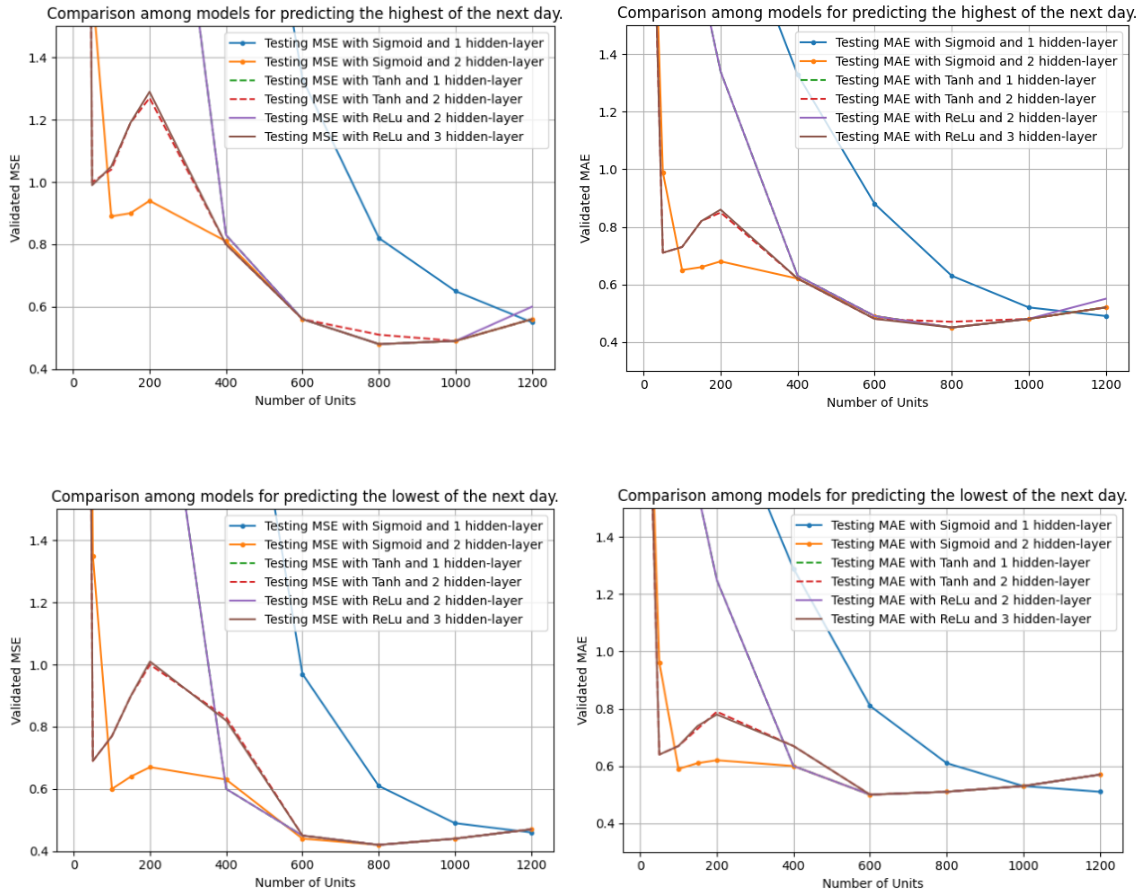 Comparison among models for predicting the highest of the next day.
Validated MSE
1.4
1.2
1.0
0.8
0.6
0.4
Testing MSE with Sigmoid and 1 hidden-layer
Testing MSE with Sigmoid and 2 hidden-layer
Testing MSE with Tanh and 1 hidden-layer
Testing MSE with Tanh and 2 hidden-layer
Testing MSE with ReLu and 2 hidden-layer
Testing MSE with ReLu and 3 hidden-layer
0 200 400 600 800 1000 1200
Number of Units
Comparison among models for predicting the highest of the next day.
Validated MAE
1.4
1.2
1.0
0.8
0.6
0.4
Testing MAE with Sigmoid and 1 hidden-layer
Testing MAE with Sigmoid and 2 hidden-layer
Testing MAE with Tanh and 1 hidden-layer
Testing MAE with Tanh and 2 hidden-layer
Testing MAE with ReLu and 2 hidden-layer
Testing MAE with ReLu and 3 hidden-layer
0 200 400 600 800 1000 1200
Number of Units
Comparison among models for predicting the lowest of the next day.
Validated MSE
1.4
1.2
1.0
0.8
0.6
0.4
Testing MSE with Sigmoid and 1 hidden-layer
Testing MSE with Sigmoid and 2 hidden-layer
Testing MSE with Tanh and 1 hidden-layer
Testing MSE with Tanh and 2 hidden-layer
Testing MSE with ReLu and 2 hidden-layer
Testing MSE with ReLu and 3 hidden-layer
0 200 400 600 800 1000 1200
Number of Units
Comparison among models for predicting the lowest of the next day.
Validated MAE
1.4
1.2
1.0
0.8
0.6
0.4
Testing MAE with Sigmoid and 1 hidden-layer
Testing MAE with Sigmoid and 2 hidden-layer
Testing MAE with Tanh and 1 hidden-layer
Testing MAE with Tanh and 2 hidden-layer
Testing MAE with ReLu and 2 hidden-layer
Testing MAE with ReLu and 3 hidden-layer
0 200 400 600 800 1000 1200
Number of Units